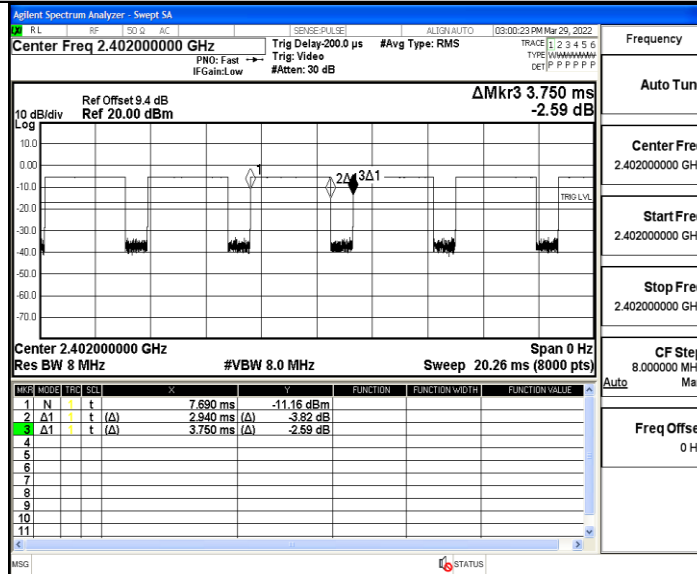 Agilent Spectrum Analyzer - Swept SA
LXI RL RF 50 Ω AC SENSE:PULSE ALIGN AUTO 03:00:23 PM Mar 29, 2022
Center Freq 2.402000000 GHz Trig Delay-200.0 µs #Avg Type: RMS TRACE 1 2 3 4 5 6
PNO: Fast Trig: Video TYPE WWWWWW
IFGain:Low #Atten: 30 dB DET P P P P P P
ΔMkr3 3.750 ms
Ref Offset 9.4 dB
10 dB/div Ref 20.00 dBm -2.59 dB
Log
10.0
0.00
1 2Δ1 3Δ1
-10.0
TRIG LVL
-20.0
-30.0
-40.0
-50.0
-60.0
-70.0
Center 2.402000000 GHz Span 0 Hz
Res BW 8 MHz #VBW 8.0 MHz Sweep 20.26 ms (8000 pts)
MKR MODE TRC SCL X Y FUNCTION FUNCTION WIDTH FUNCTION VALUE
1 N 1 t 7.690 ms -11.16 dBm
2 Δ1 1 t (Δ) 2.940 ms (Δ) -3.82 dB
3 Δ1 1 t (Δ) 3.750 ms (Δ) -2.59 dB
4
5
6
7
8
9
10
11
MSG STATUS
Frequency
Auto Tun
Center Fre
2.402000000 GH
Start Fre
2.402000000 GH
Stop Fre
2.402000000 GH
CF Step
8.000000 MH
Auto Ma
Freq Offse
0 H